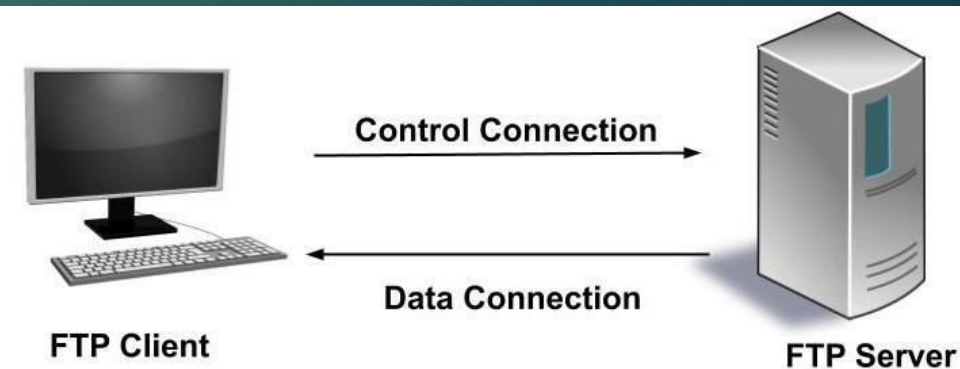 Control Connection
Data Connection
FTP Client
FTP Server